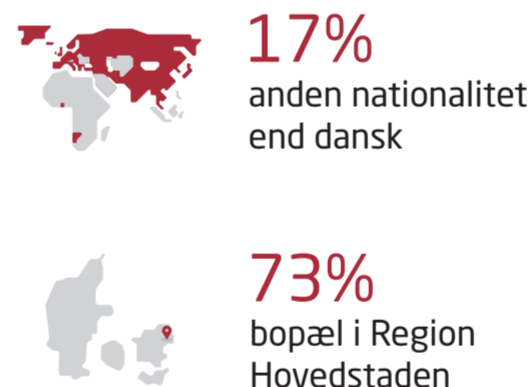 17%
anden nationalitet
end dansk
73%
bopæl i Region
Hovedstaden